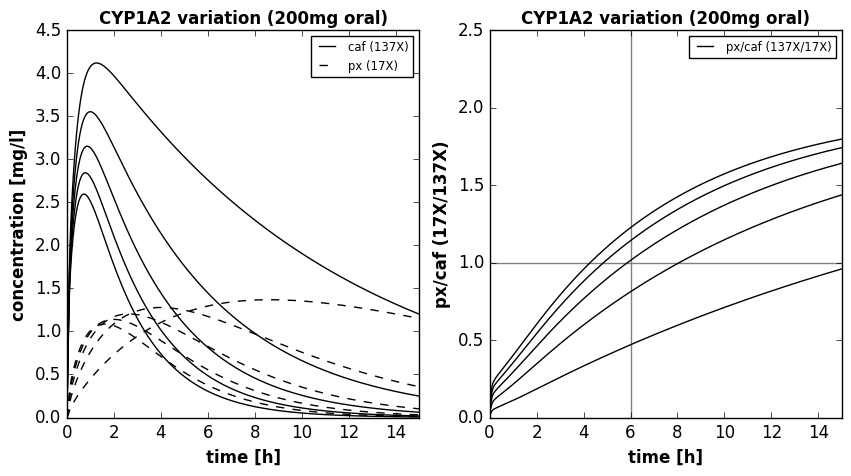 CYP1A2 variation (200mg oral)
caf (137X)
px (17X)
concentration [mg/l]
4.5
4.0
3.5
3.0
2.5
2.0
1.5
1.0
0.5
0.0
0 2 4 6 8 10 12 14
time [h]
CYP1A2 variation (200mg oral)
px/caf (137X/17X)
px/caf (17X/137X)
2.5
2.0
1.5
1.0
0.5
0.0
0 2 4 6 8 10 12 14
time [h]